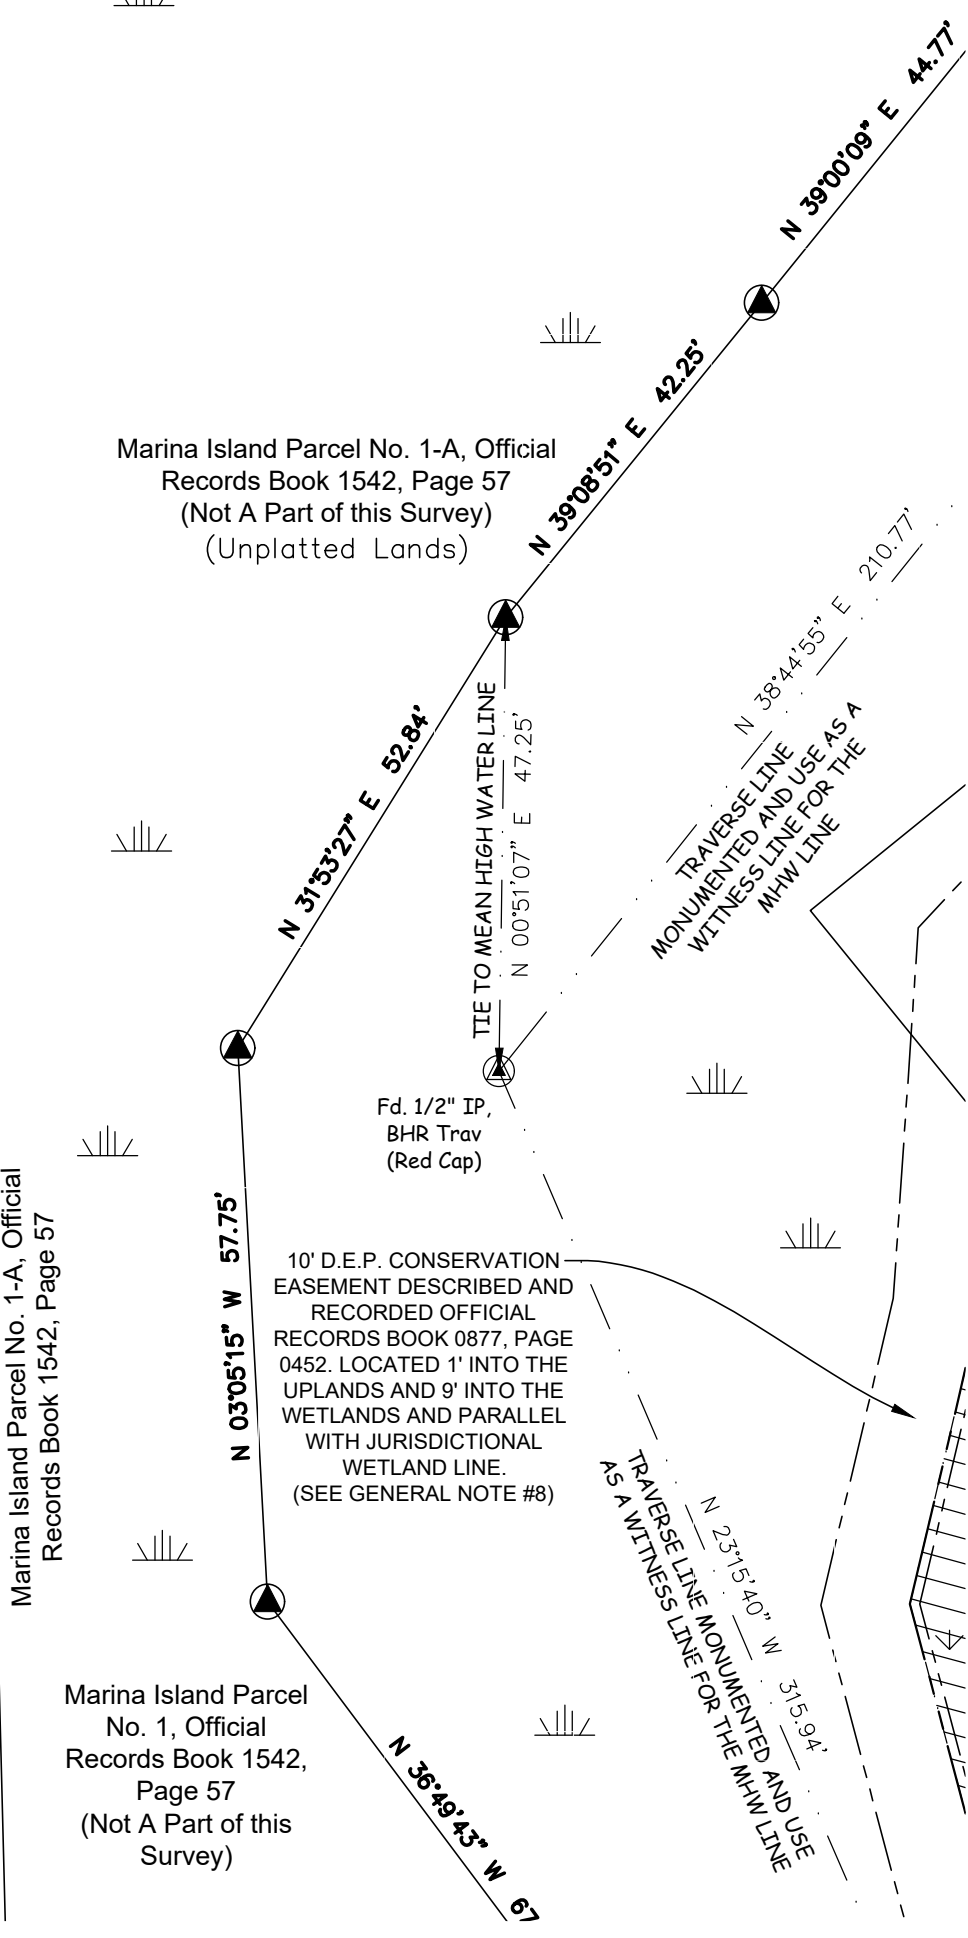 N 39°00'09" E 44.77'
N 39°08'51" E 42.25'
Marina Island Parcel No. 1-A, Official
Records Book 1542, Page 57
(Not A Part of this Survey)
(Unplatted Lands)
N 38°44'55" E 210.77'
TRAVERSE LINE
MONUMENTED AND USE AS A
WITNESS LINE FOR THE
MHW LINE
N 31°53'27" E 52.84'
TIE TO MEAN HIGH WATER LINE
N 00°51'07" E 47.25'
Fd. 1/2" IP,
BHR Trav
(Red Cap)
Marina Island Parcel No. 1-A, Official
Records Book 1542, Page 57
N 03°05'15" W 57.75'
10' D.E.P. CONSERVATION
EASEMENT DESCRIBED AND
RECORDED OFFICIAL
RECORDS BOOK 0877, PAGE
0452. LOCATED 1' INTO THE
UPLANDS AND 9' INTO THE
WETLANDS AND PARALLEL
WITH JURISDICTIONAL
WETLAND LINE.
(SEE GENERAL NOTE #8)
N 23°15'40" W 315.94'
TRAVERSE LINE MONUMENTED AND USE
AS A WITNESS LINE FOR THE MHW LINE
Marina Island Parcel
No. 1, Official
Records Book 1542,
Page 57
(Not A Part of this
Survey)
N 36°49'43" W 67